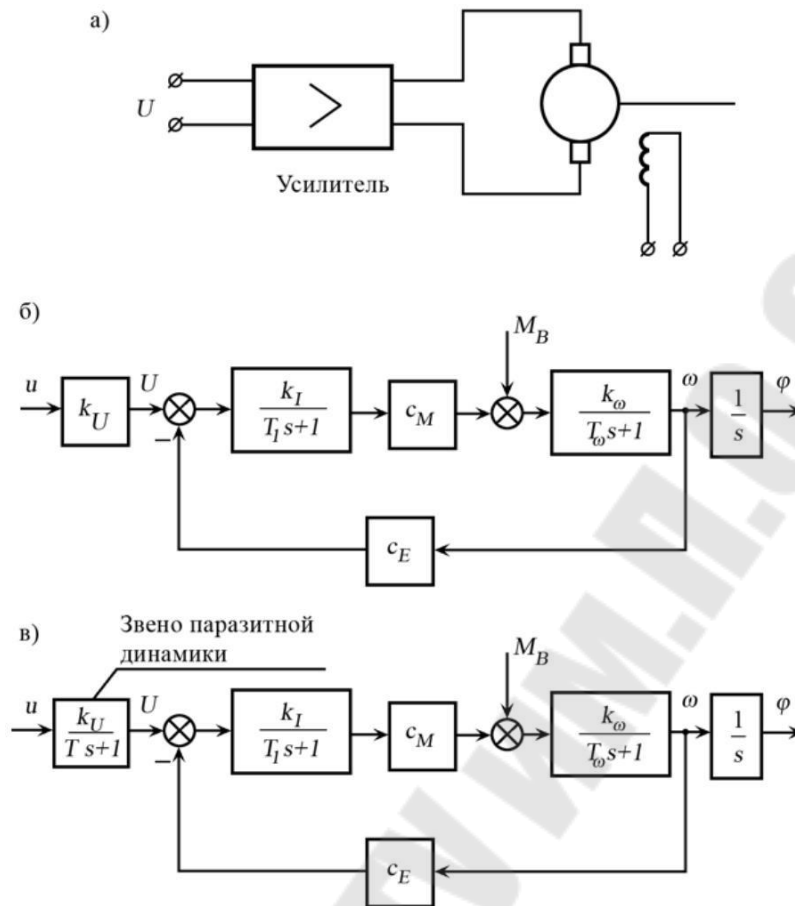 а)
U
Усилитель
б)
M_B
u
k_U
U
k_I
T_I s+1
c_M
k_ω
T_ω s+1
ω
1
s
φ
–
c_E
в)
Звено паразитной
динамики
M_B
u
k_U
T s+1
U
k_I
T_I s+1
c_M
k_ω
T_ω s+1
ω
1
s
φ
–
c_E